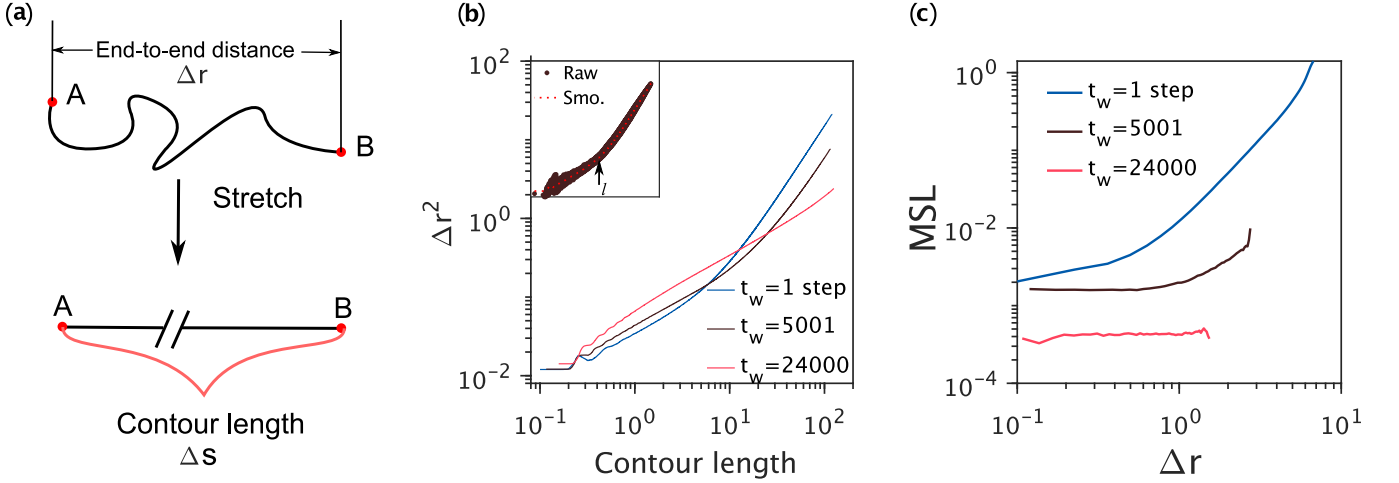 (a)
End-to-end distance
Δr
A
B
Stretch
A
B
Contour length
Δs
(b)
Δr²
10²
10⁰
10⁻²
Raw
Smo.
l
t_w=1 step
t_w=5001
t_w=24000
10⁻¹
10⁰
10¹
10²
Contour length
(c)
MSL
10⁰
10⁻²
10⁻⁴
t_w=1 step
t_w=5001
t_w=24000
10⁻¹
10⁰
10¹
Δr